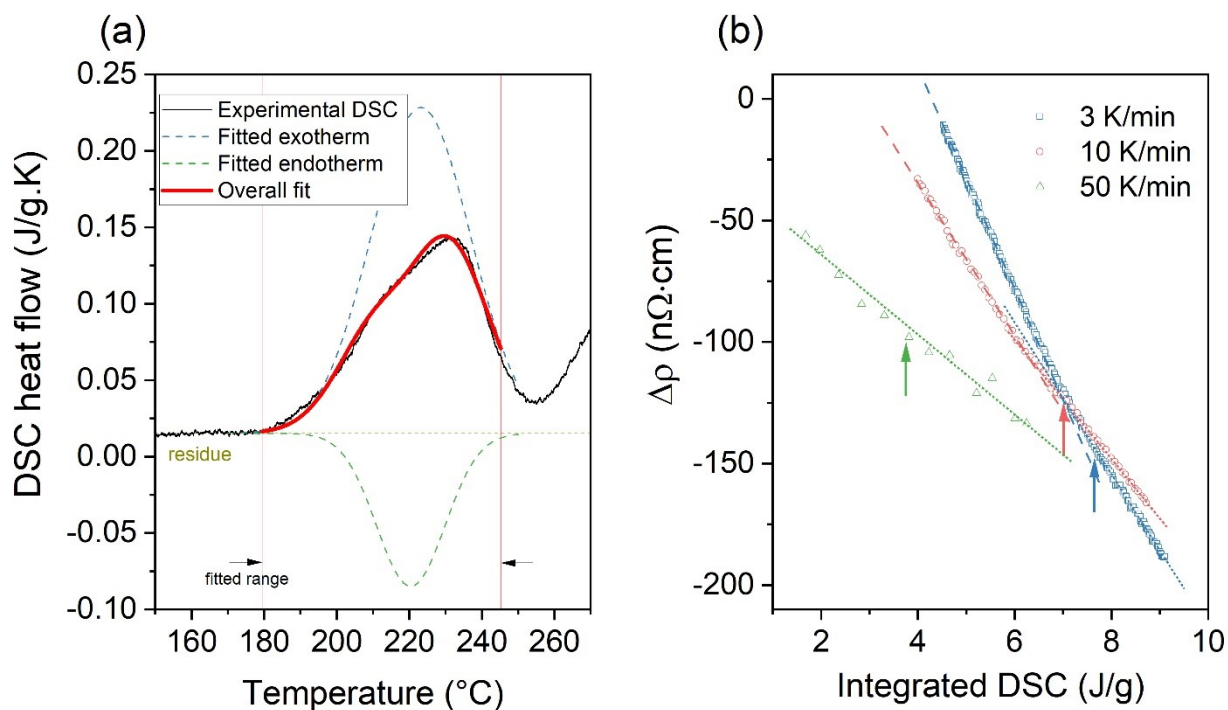 (a)
0.25
0.20
0.15
0.10
0.05
0.00
-0.05
-0.10
DSC heat flow (J/g.K)
Experimental DSC
Fitted exotherm
Fitted endotherm
Overall fit
residue
fitted range
160 180 200 220 240 260
Temperature (°C)
(b)
0
-50
-100
-150
-200
Δρ (nΩ·cm)
3 K/min
10 K/min
50 K/min
2 4 6 8 10
Integrated DSC (J/g)